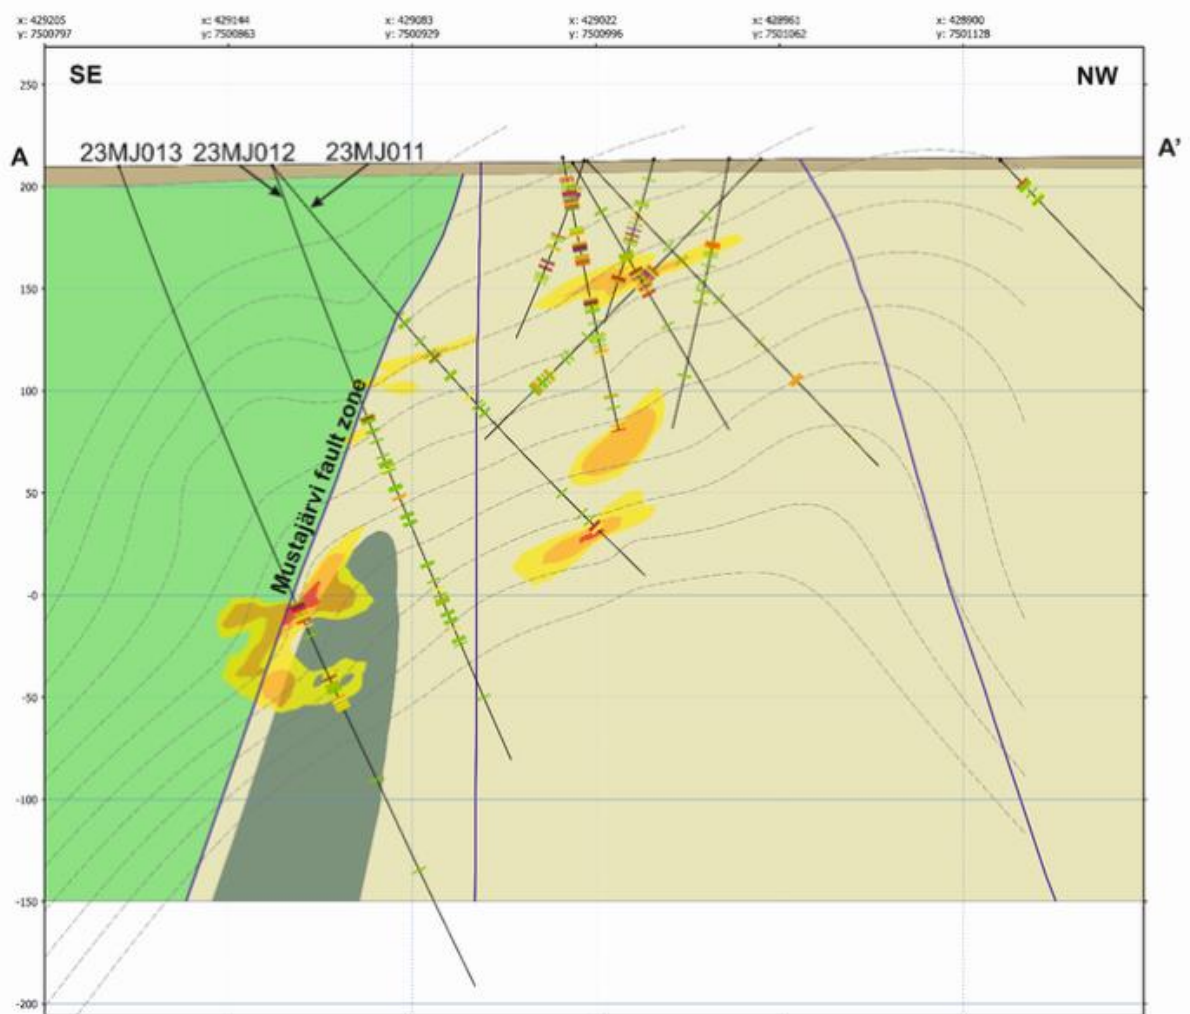 x: 429205 x: 429144 x: 429083 x: 429022 x: 428961 x: 428900
y: 7500797 y: 7500863 y: 7500929 y: 7500996 y: 7501062 y: 7501128
SE NW
250
A 23MJ013 23MJ012 23MJ011 A'
200
150
100
Mustajärvi fault zone
50
-0
-50
-100
-150
-200